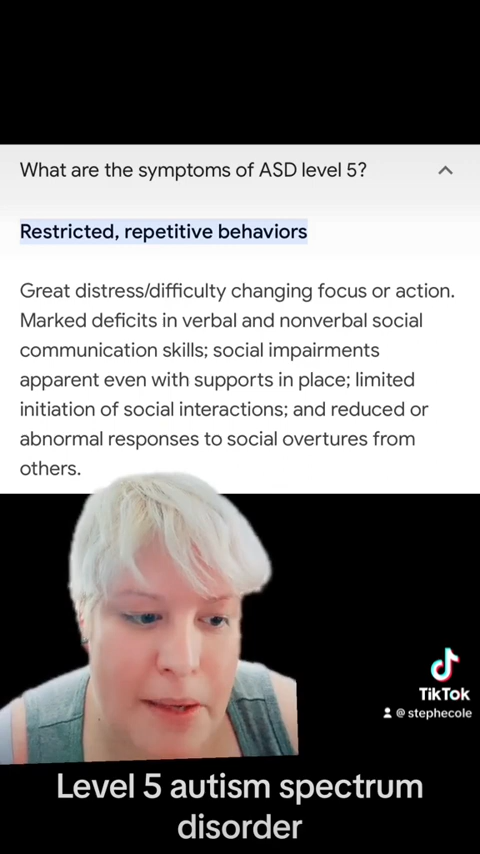 What are the symptoms of ASD level 5?
Restricted, repetitive behaviors
Great distress/difficulty changing focus or action.
Marked deficits in verbal and nonverbal social
communication skills; social impairments
apparent even with supports in place; limited
initiation of social interactions; and reduced or
abnormal responses to social overtures from
others.
TikTok
@stephecole
Level 5 autism spectrum
disorder